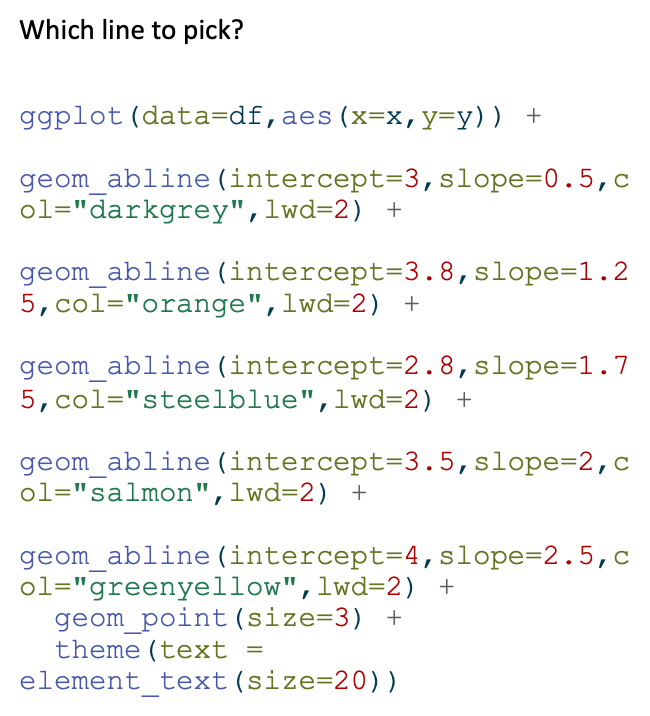 Which line to pick?
ggplot(data=df,aes(x=x,y=y)) +
geom_abline(intercept=3,slope=0.5,c
ol="darkgrey",lwd=2) +
geom_abline(intercept=3.8,slope=1.2
5,col="orange",lwd=2) +
geom_abline(intercept=2.8,slope=1.7
5,col="steelblue",lwd=2) +
geom_abline(intercept=3.5,slope=2,c
ol="salmon",lwd=2) +
geom_abline(intercept=4,slope=2.5,c
ol="greenyellow",lwd=2) +
  geom_point(size=3) +
  theme(text =
element_text(size=20))